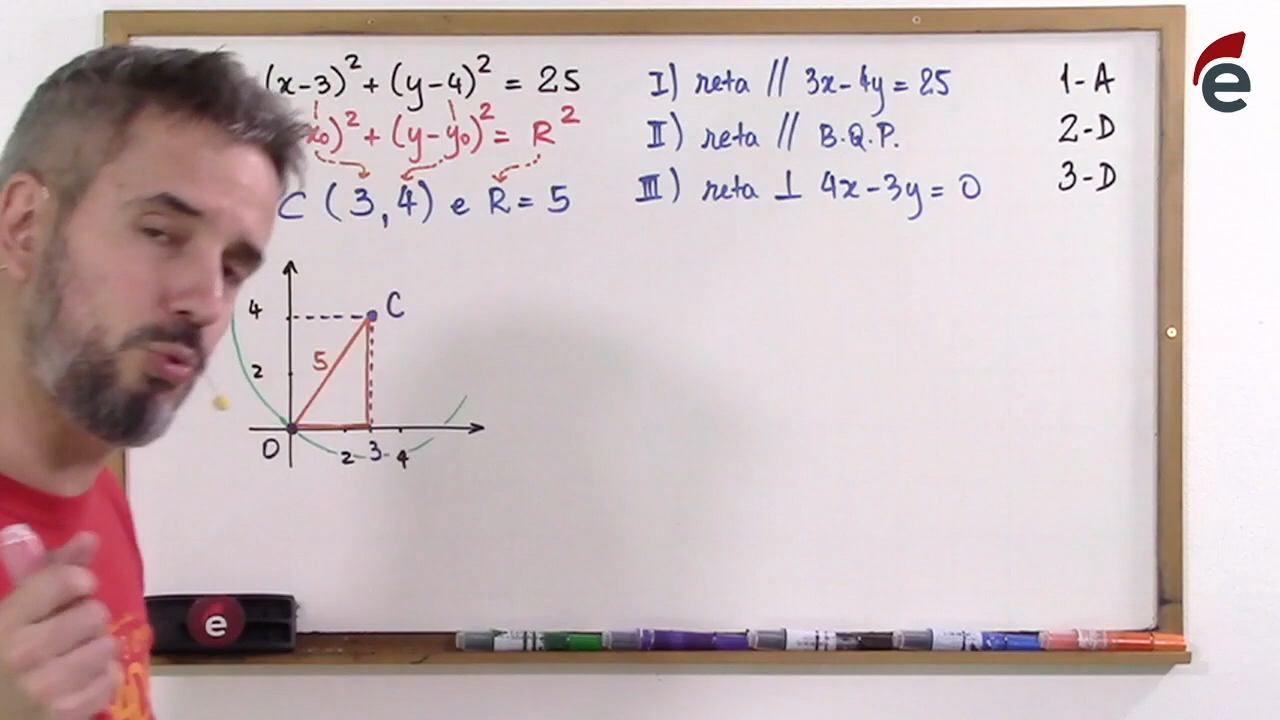 (x-3)² + (y-4)² = 25
x₀)² + (y-y₀)² = R²
C (3,4) e R = 5
I) reta // 3x-4y = 25
II) reta // B.Q.P.
III) reta ⊥ 4x-3y = 0
1-A
2-D
3-D
4
C
5
2
O
2
3
4
e
e